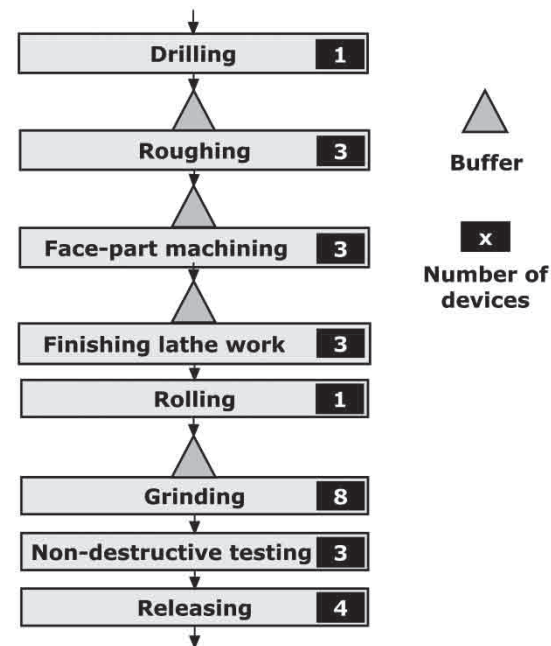 Drilling 1
Roughing 3
Buffer
Face-part machining 3
x
Number of
devices
Finishing lathe work 3
Rolling 1
Grinding 8
Non-destructive testing 3
Releasing 4